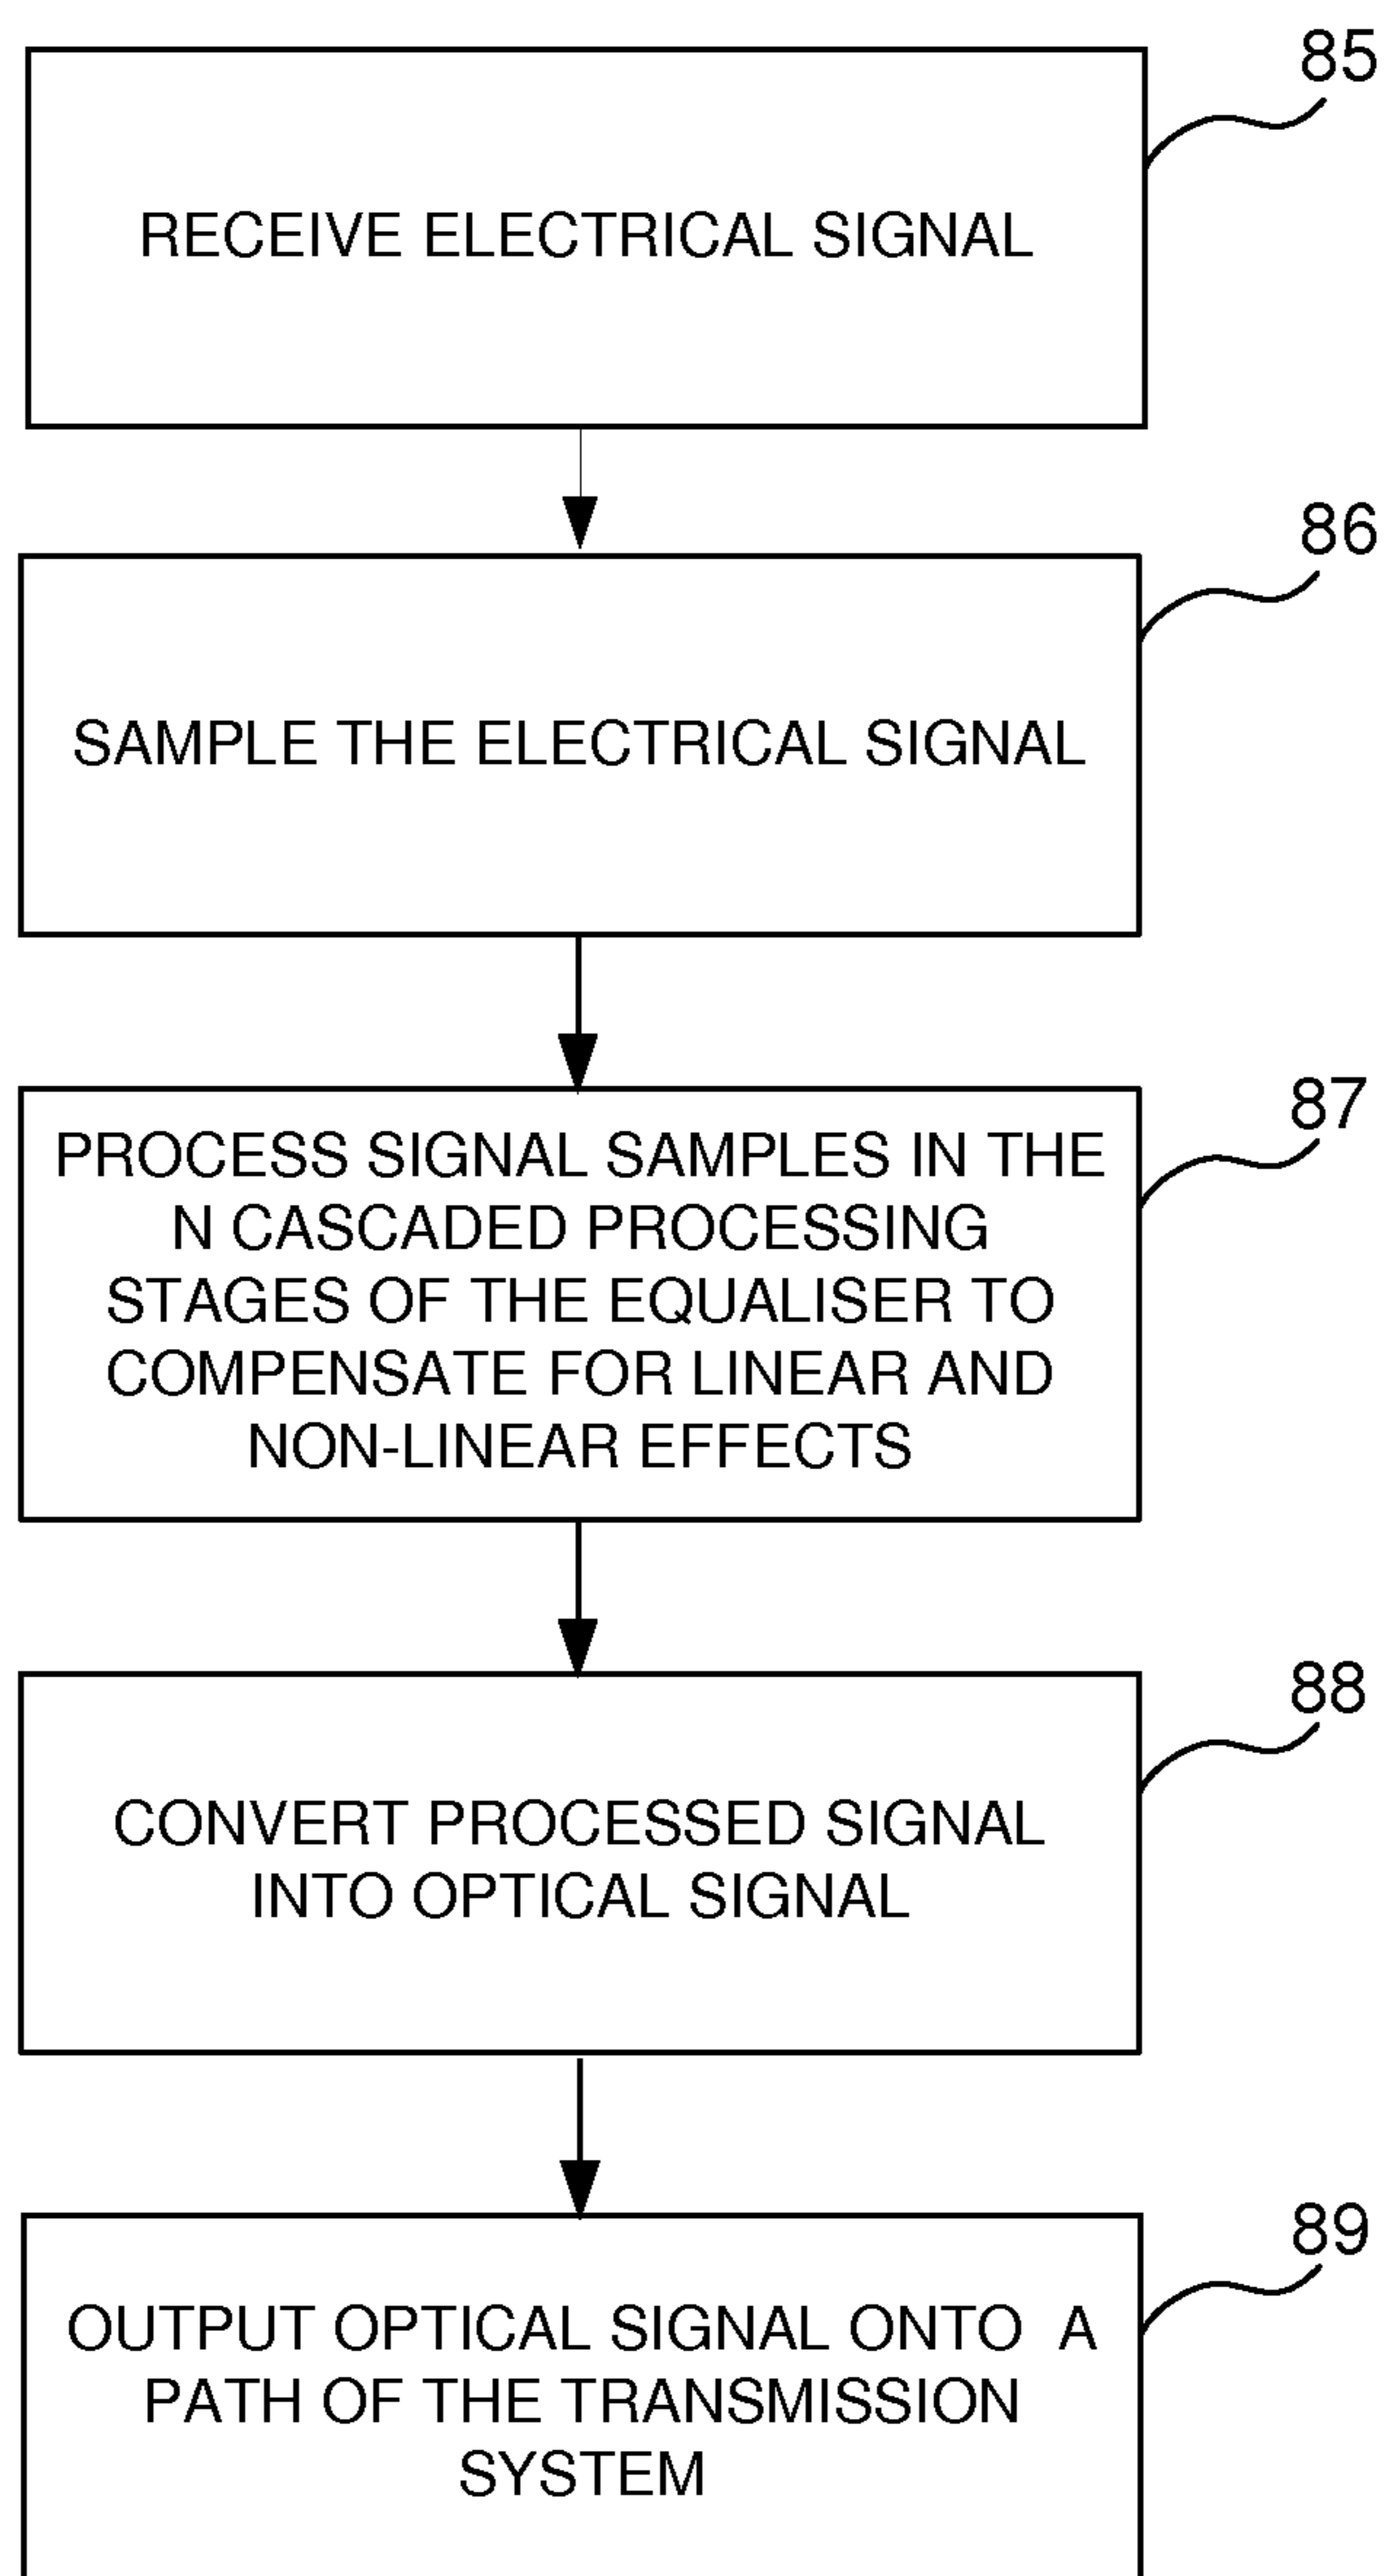 85
RECEIVE ELECTRICAL SIGNAL
86
SAMPLE THE ELECTRICAL SIGNAL
87
PROCESS SIGNAL SAMPLES IN THE
N CASCADED PROCESSING
STAGES OF THE EQUALISER TO
COMPENSATE FOR LINEAR AND
NON-LINEAR EFFECTS
88
CONVERT PROCESSED SIGNAL
INTO OPTICAL SIGNAL
89
OUTPUT OPTICAL SIGNAL ONTO A
PATH OF THE TRANSMISSION
SYSTEM